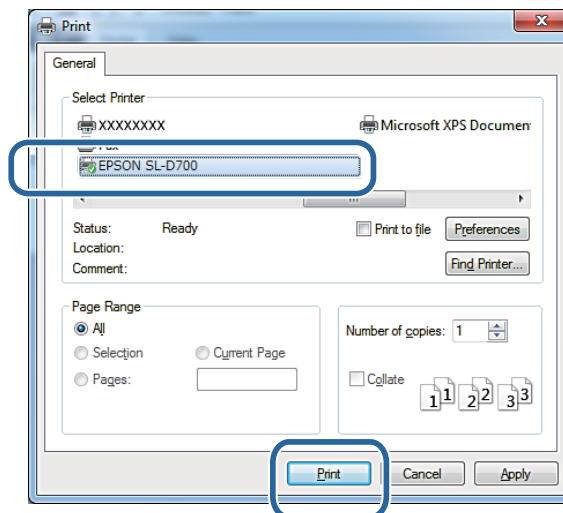 Print
General
Select Printer
XXXXXXXX
Microsoft XPS Documen
Fax
EPSON SL-D700
Status: Ready
Print to file
Preferences
Location:
Comment:
Find Printer...
Page Range
All
Selection
Current Page
Pages:
Number of copies: 1
Collate
1 1 2 2 3 3
Print
Cancel
Apply